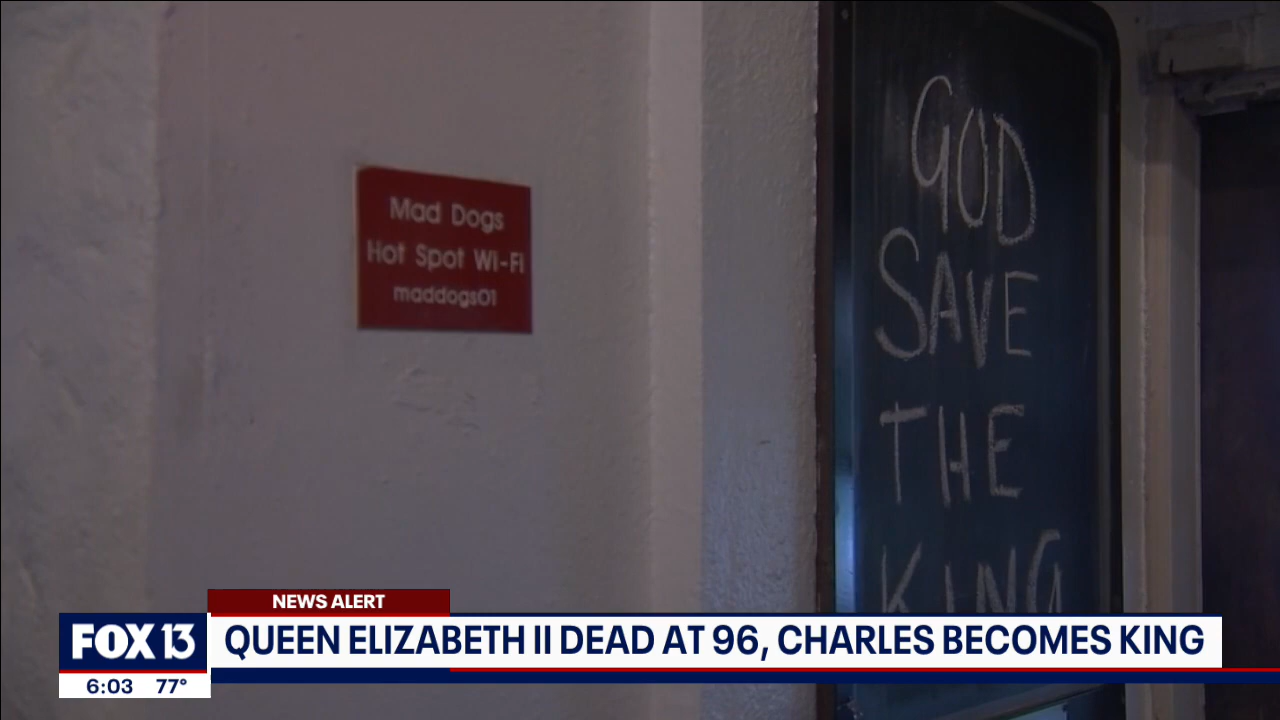 Mad Dogs
Hot Spot Wi-Fi
maddogs01
GOD
SAVE
THE
KING
NEWS ALERT
FOX 13
QUEEN ELIZABETH II DEAD AT 96, CHARLES BECOMES KING
6:03 77°